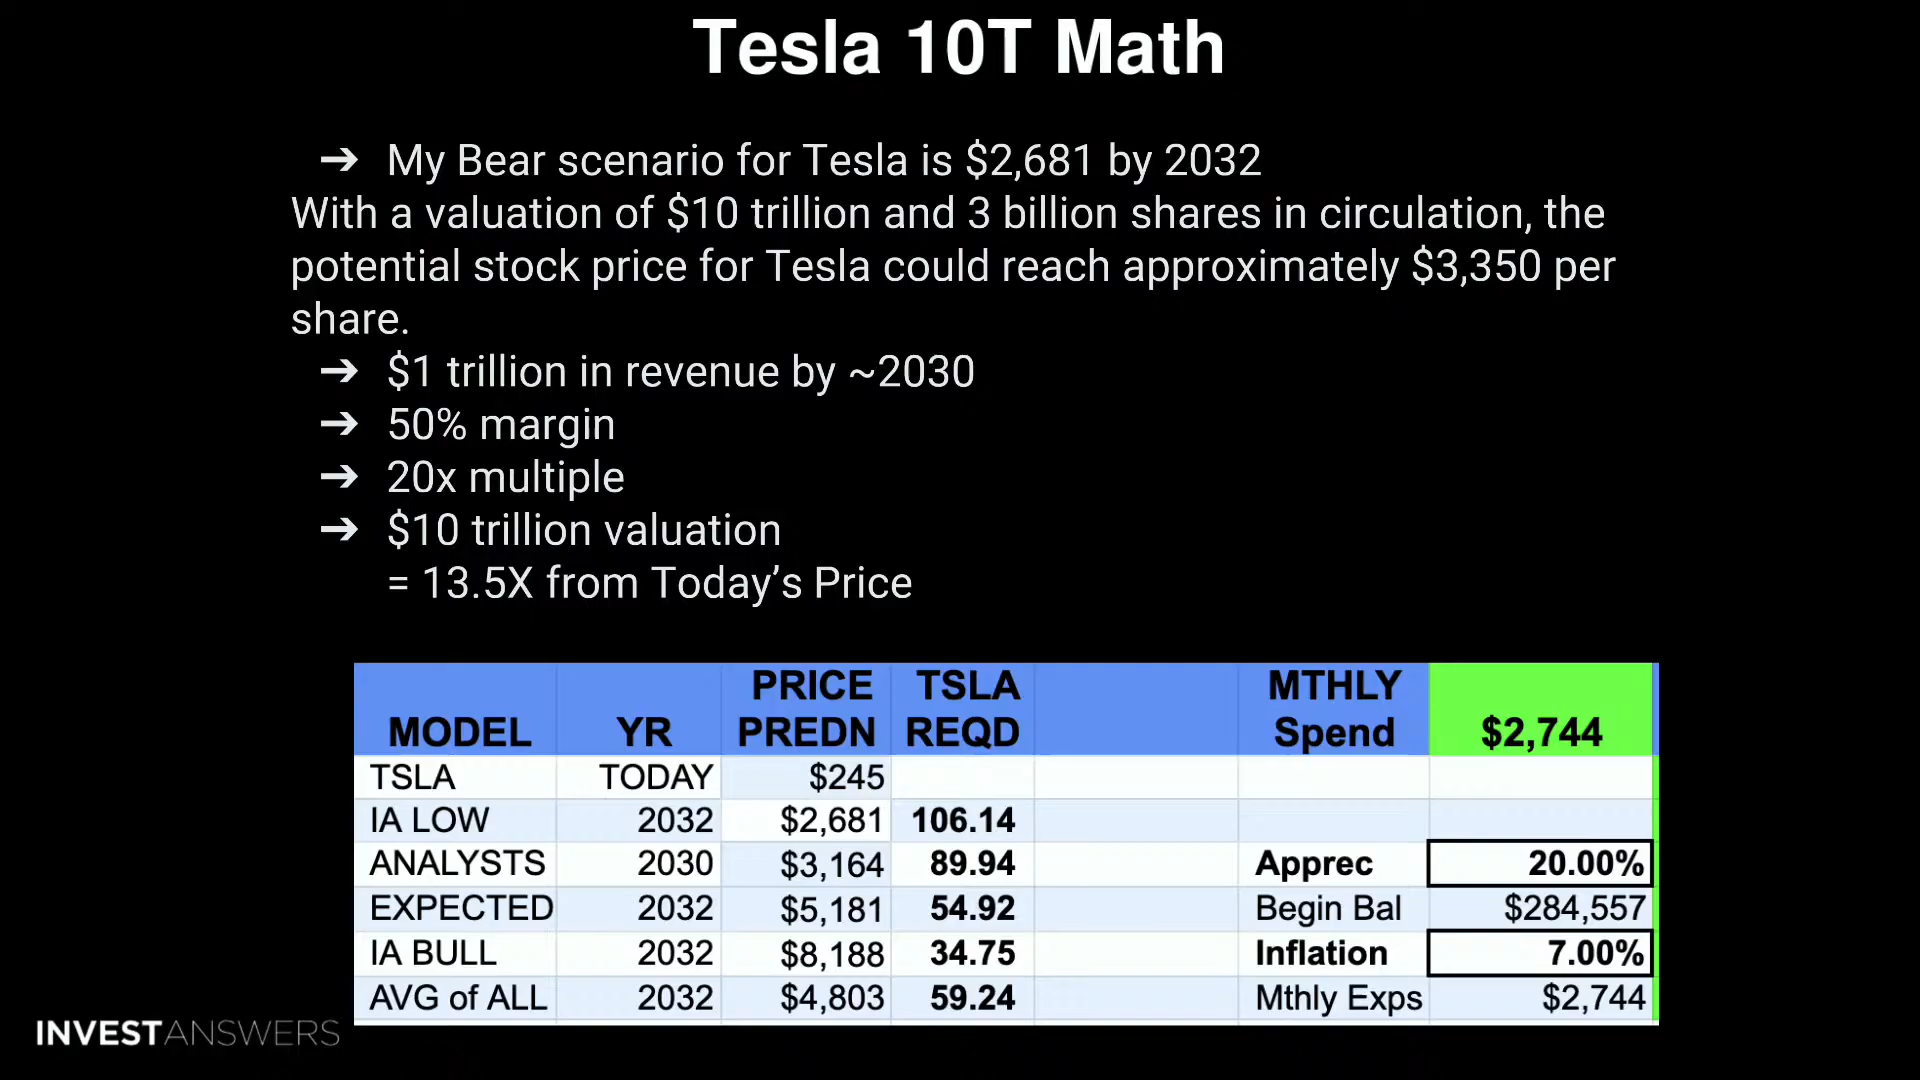 Tesla 10T Math
➔ My Bear scenario for Tesla is $2,681 by 2032
With a valuation of $10 trillion and 3 billion shares in circulation, the
potential stock price for Tesla could reach approximately $3,350 per
share.
➔ $1 trillion in revenue by ~2030
➔ 50% margin
➔ 20x multiple
➔ $10 trillion valuation
= 13.5X from Today’s Price
MODEL YR PRICE PREDN TSLA REQD MTHLY Spend $2,744
TSLA TODAY $245
IA LOW 2032 $2,681 106.14
ANALYSTS 2030 $3,164 89.94 Apprec 20.00%
EXPECTED 2032 $5,181 54.92 Begin Bal $284,557
IA BULL 2032 $8,188 34.75 Inflation 7.00%
AVG of ALL 2032 $4,803 59.24 Mthly Exps $2,744
INVESTANSWERS